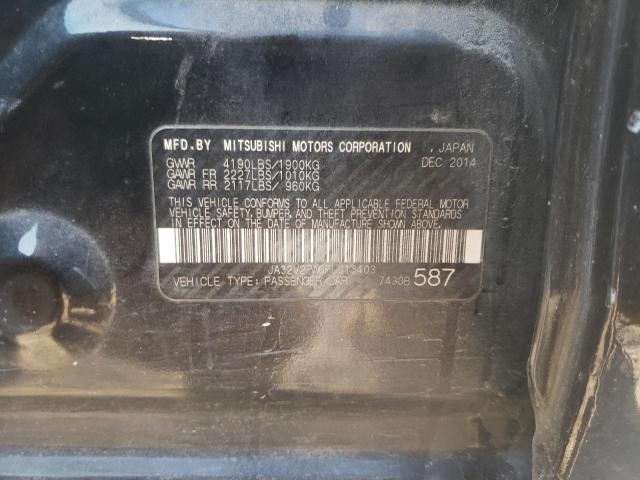 MFD.BY MITSUBISHI MOTORS CORPORATION , JAPAN
GVWR 4190LBS/1900KG DEC 2014
GAWR FR 2227LBS/1010KG
GAWR RR 2117LBS/ 960KG
THIS VEHICLE CONFORMS TO ALL APPLICABLE FEDERAL MOTOR
VEHICLE SAFETY, BUMPER, AND THEFT PREVENTION STANDARDS
IN EFFECT ON THE DATE OF MANUFACTURE SHOWN ABOVE.
VEHICLE TYPE: PASSENGER CAR 7430B 587